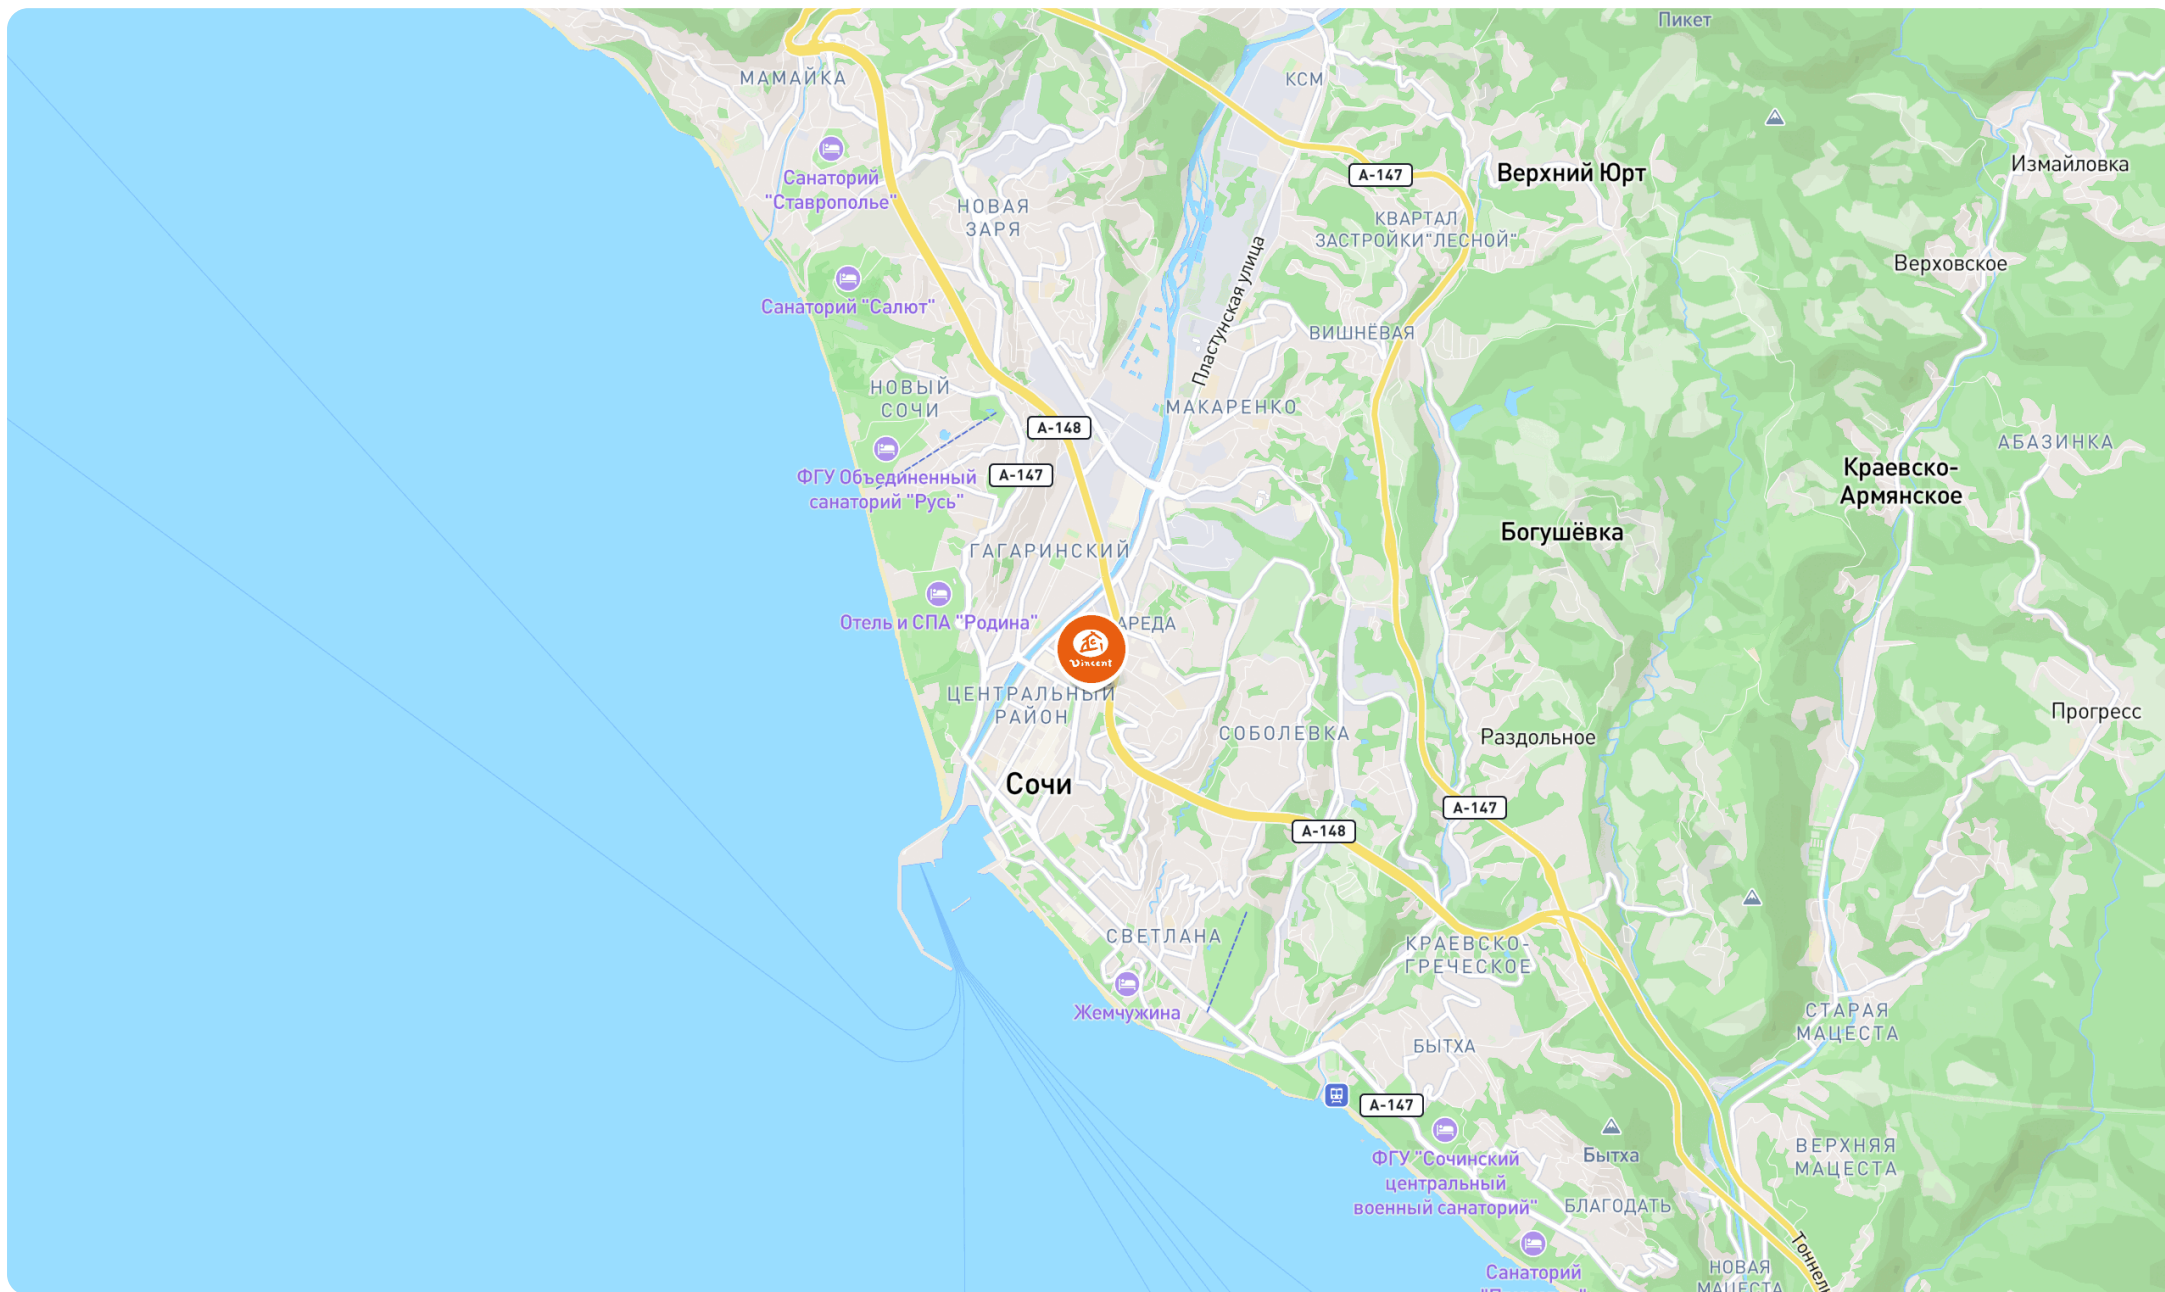 Пикет
МАМАЙКА
КСМ
Измайловка
А-147
Верхний Юрт
Санаторий
"Ставрополье"
НОВАЯ
ЗАРЯ
КВАРТАЛ
ЗАСТРОЙКИ"ЛЕСНОЙ"
Верховское
Санаторий "Салют"
Пластунская улица
ВИШНЁВАЯ
НОВЫЙ
СОЧИ
МАКАРЕНКО
А-148
АБАЗИНКА
ФГУ Объединенный
санаторий "Русь"
А-147
Краевско-
Армянское
Богушёвка
ГАГАРИНСКИЙ
Отель и СПА "Родина"
АРЕДА
Vincent
ЦЕНТРАЛЬНЫЙ
РАЙОН
Прогресс
СОБОЛЕВКА
Раздольное
Сочи
А-147
А-148
СВЕТЛАНА
КРАЕВСКО-
ГРЕЧЕСКОЕ
Жемчужина
СТАРАЯ
МАЦЕСТА
БЫТХА
А-147
ФГУ "Сочинский
центральный
военный санаторий"
Бытха
ВЕРХНЯЯ
МАЦЕСТА
БЛАГОДАТЬ
Санаторий
НОВАЯ
МАЦЕСТА
Тоннель